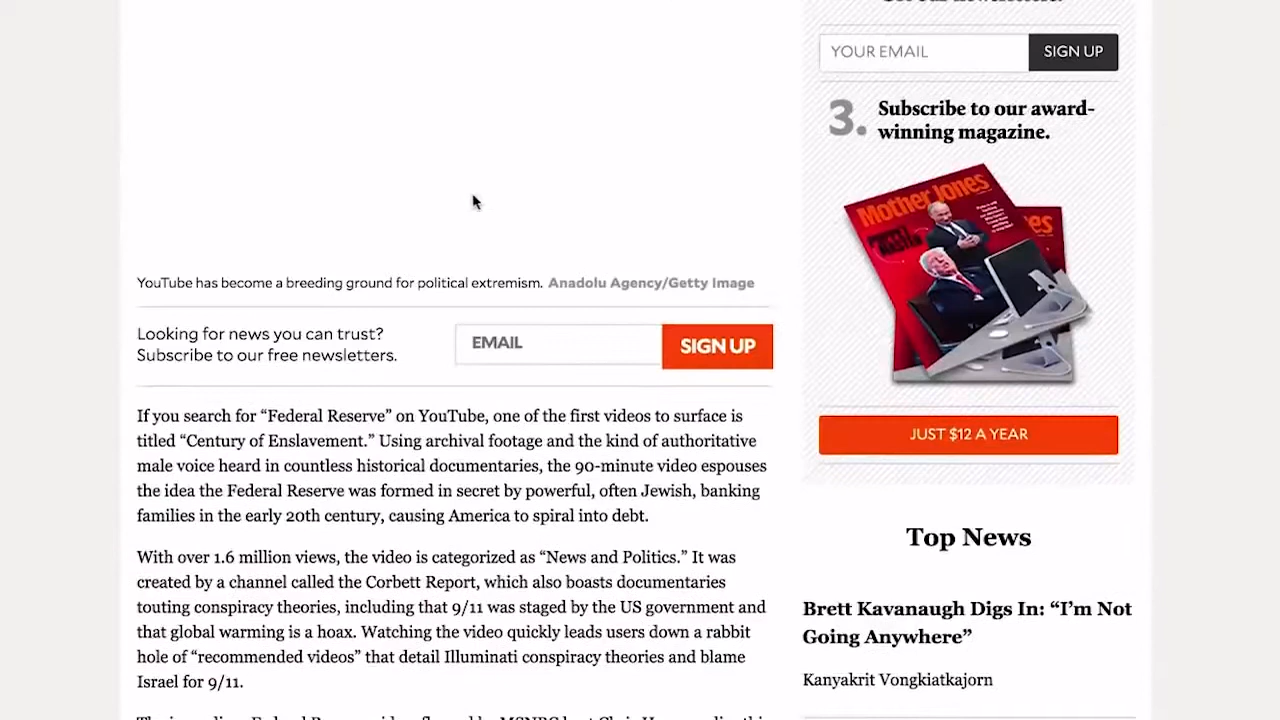 YOUR EMAIL
SIGN UP
3.
Subscribe to our award-
winning magazine.
Mother Jones
JUST $12 A YEAR
YouTube has become a breeding ground for political extremism. Anadolu Agency/Getty Image
Looking for news you can trust?
Subscribe to our free newsletters.
EMAIL
SIGN UP
If you search for “Federal Reserve” on YouTube, one of the first videos to surface is
titled “Century of Enslavement.” Using archival footage and the kind of authoritative
male voice heard in countless historical documentaries, the 90-minute video espouses
the idea the Federal Reserve was formed in secret by powerful, often Jewish, banking
families in the early 20th century, causing America to spiral into debt.
With over 1.6 million views, the video is categorized as “News and Politics.” It was
created by a channel called the Corbett Report, which also boasts documentaries
touting conspiracy theories, including that 9/11 was staged by the US government and
that global warming is a hoax. Watching the video quickly leads users down a rabbit
hole of “recommended videos” that detail Illuminati conspiracy theories and blame
Israel for 9/11.
Top News
Brett Kavanaugh Digs In: “I’m Not
Going Anywhere”
Kanyakrit Vongkiatkajorn